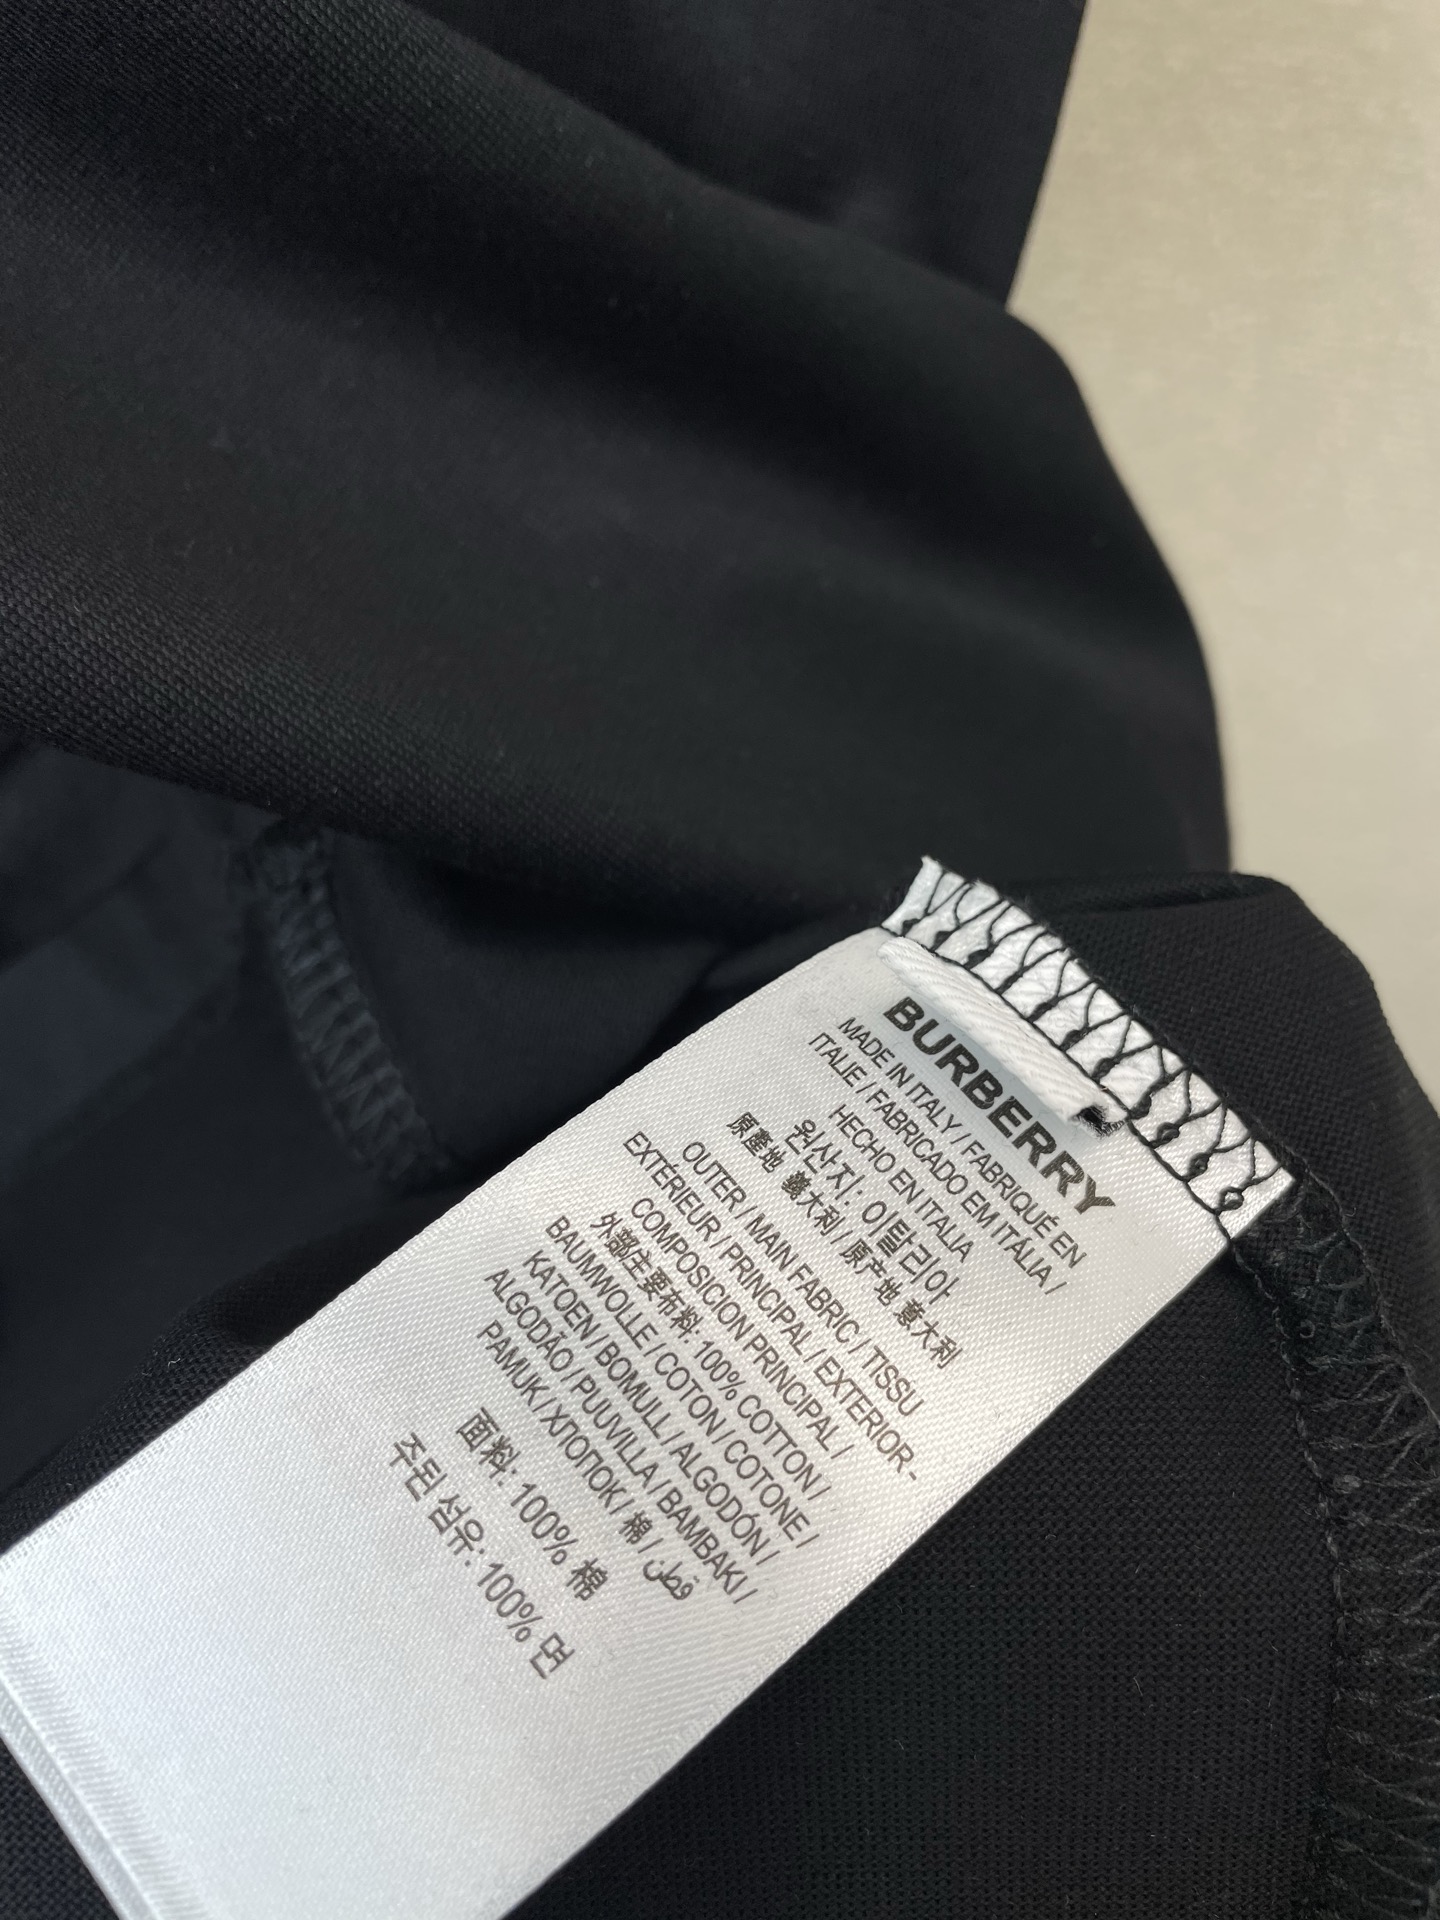 BURBERRY
MADE IN ITALY / FABRIQUÉ EN
ITALIE / FABRICADO EM ITÁLIA /
HECHO EN ITALIA
원산지: 이탈리아
原產地 義大利 / 原产地 意大利
OUTER / MAIN FABRIC / TISSU
EXTÉRIEUR / PRINCIPAL / EXTERIOR -
COMPOSICION PRINCIPAL /
外部主要布料: 100% COTTON /
BAUMWOLLE / COTON / COTONE /
KATOEN / BOMULL / ALGODÓN /
ALGODÃO / PUUVILLA / BAMBAKI /
PAMUK / ХЛОПОК / 棉 / قطن
面料: 100% 棉
주된 섬유: 100% 면